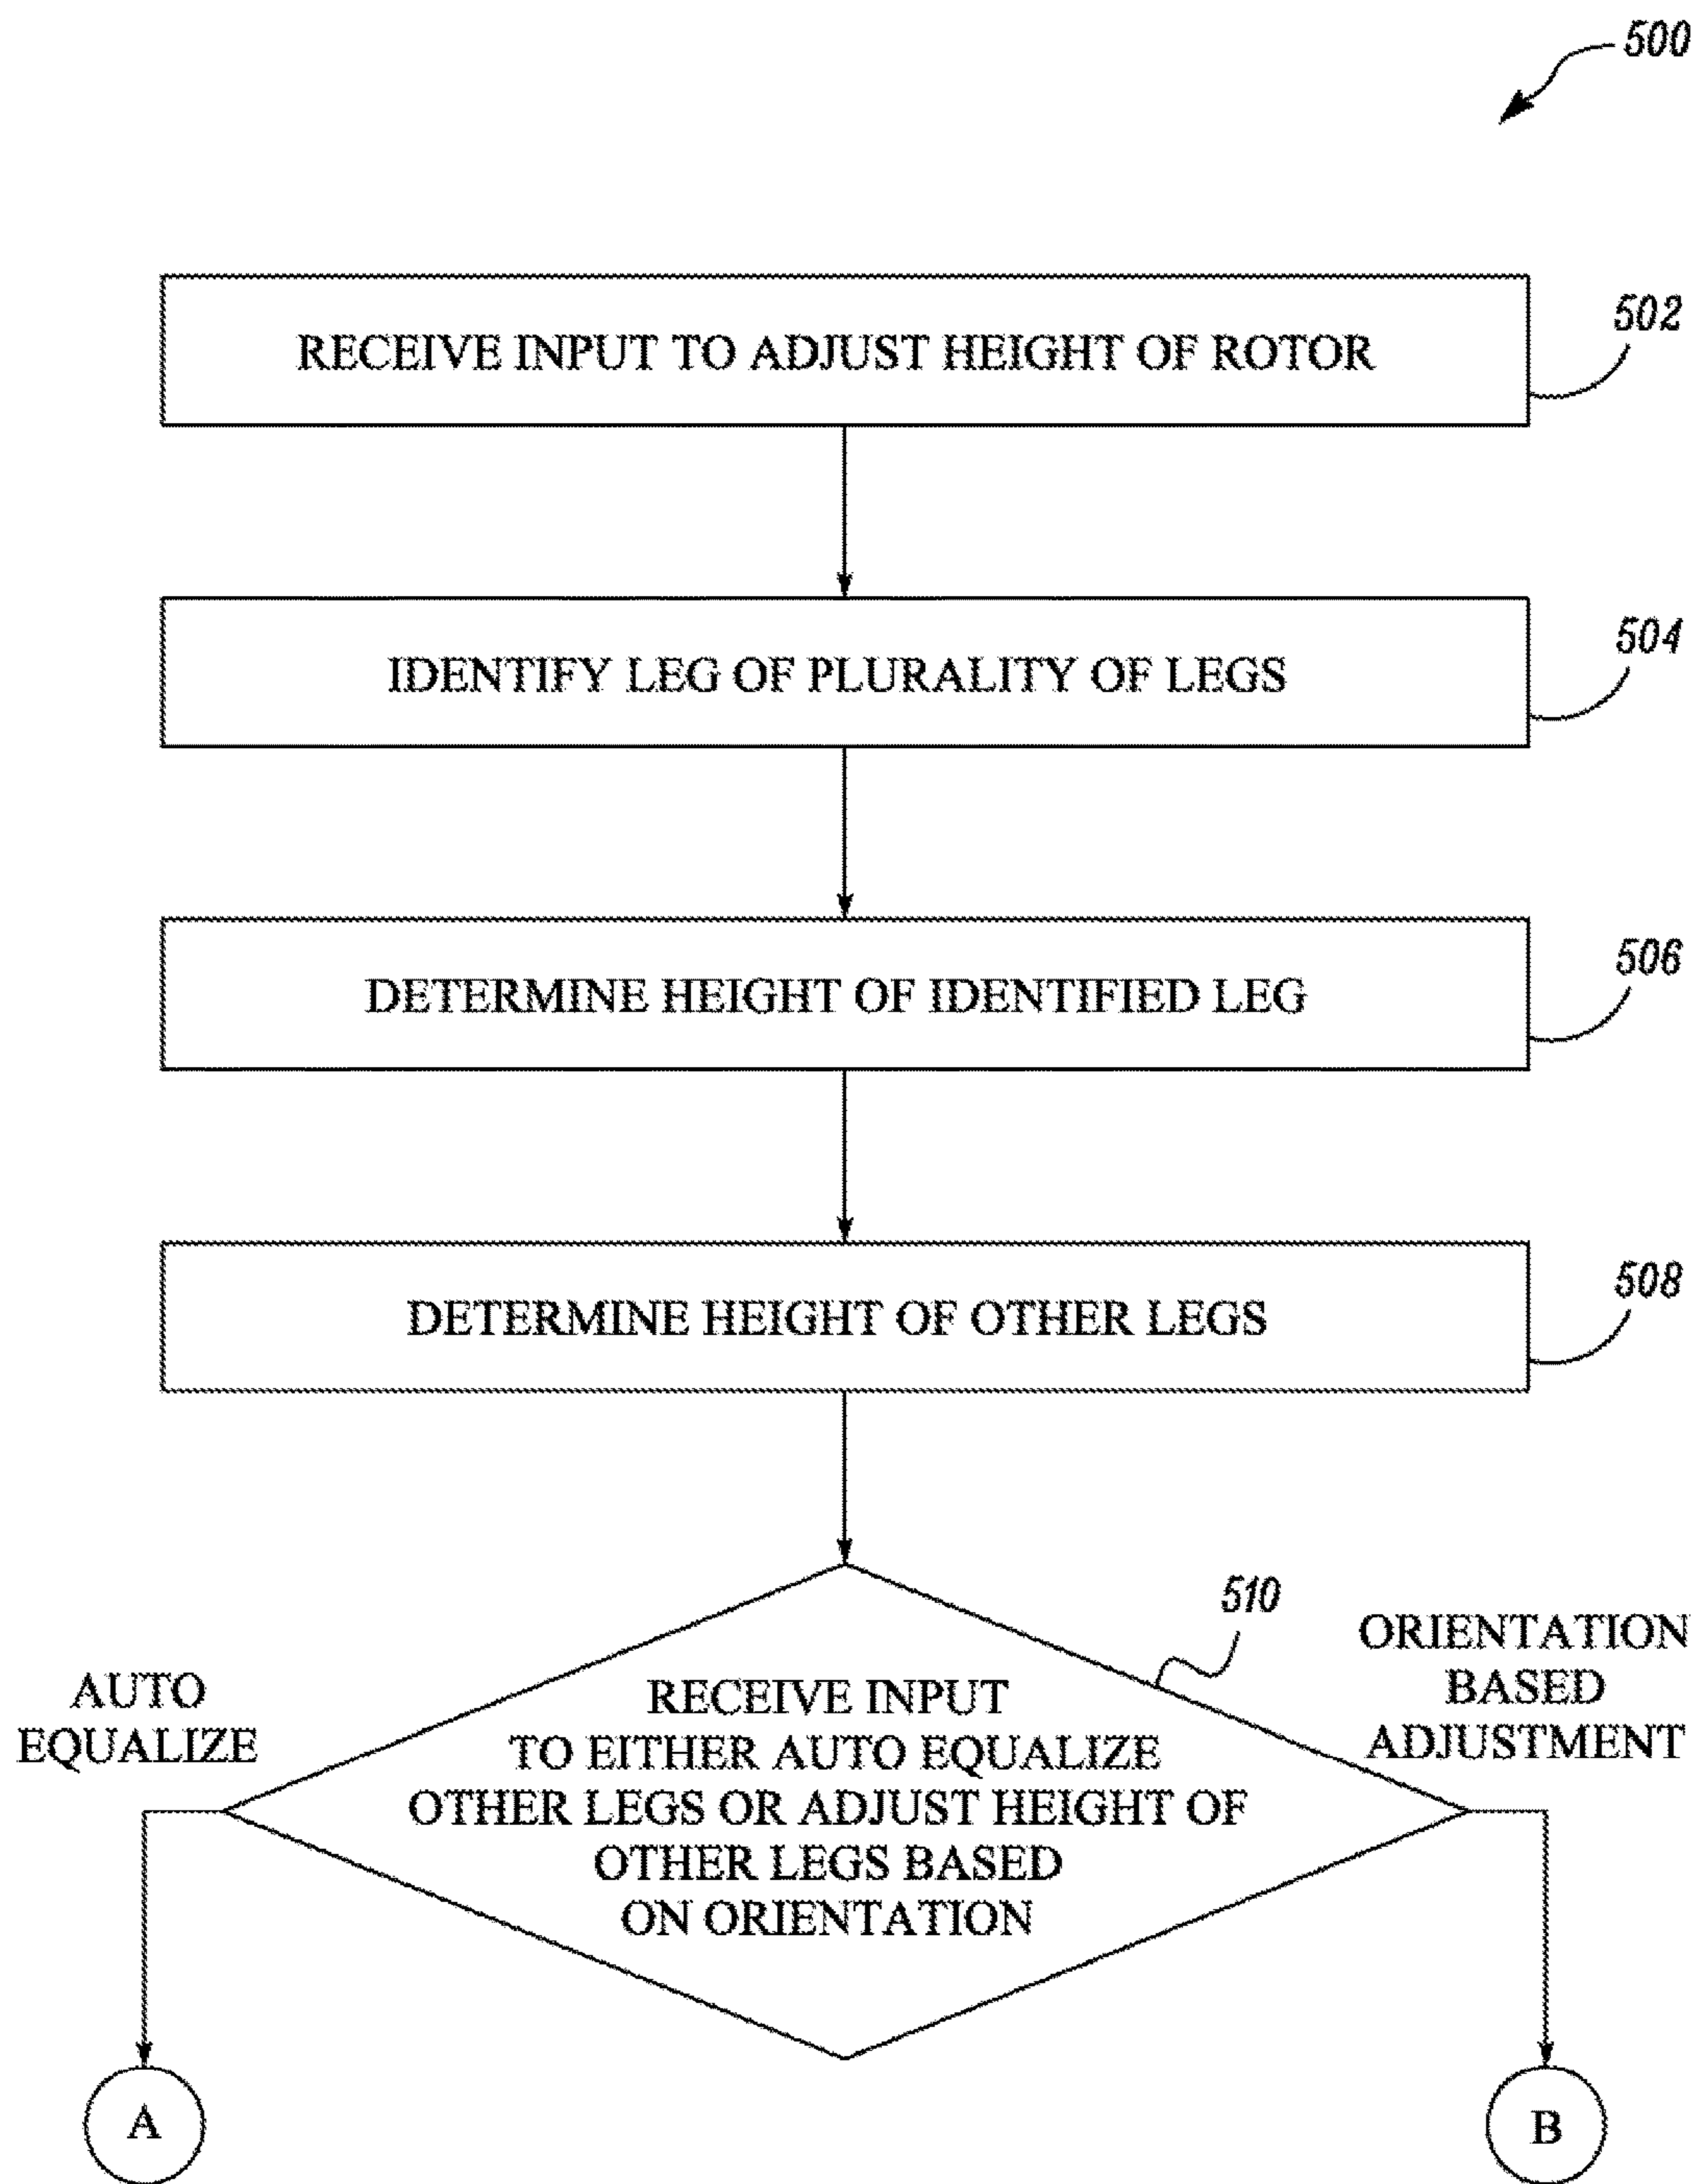 500
RECEIVE INPUT TO ADJUST HEIGHT OF ROTOR
502
IDENTIFY LEG OF PLURALITY OF LEGS
504
DETERMINE HEIGHT OF IDENTIFIED LEG
506
DETERMINE HEIGHT OF OTHER LEGS
508
510
AUTO
EQUALIZE
RECEIVE INPUT
TO EITHER AUTO EQUALIZE
OTHER LEGS OR ADJUST HEIGHT OF
OTHER LEGS BASED
ON ORIENTATION
ORIENTATION
BASED
ADJUSTMENT
A
B